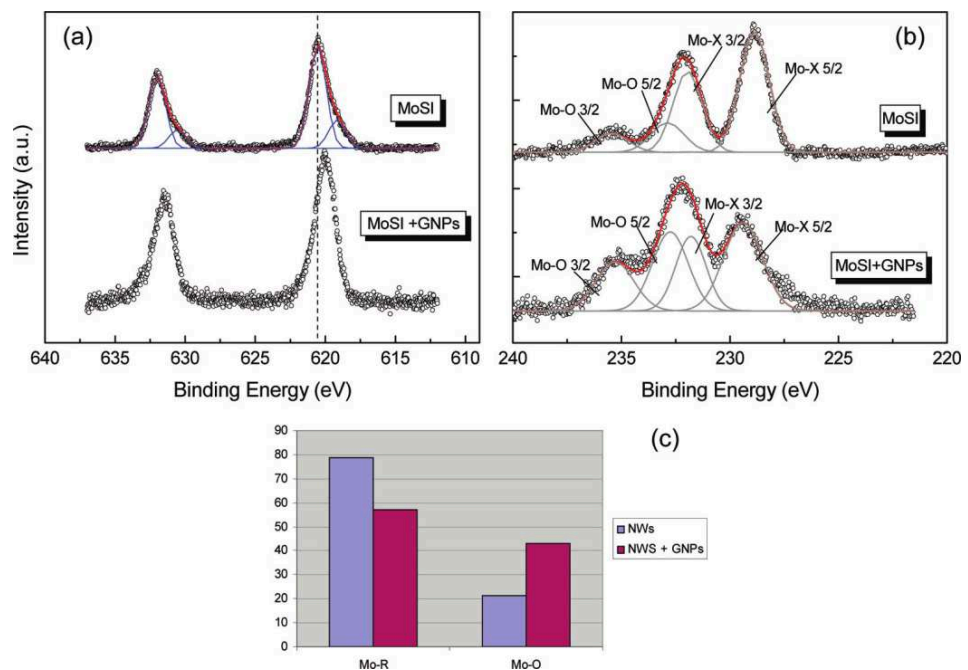 (a)
MoSI
MoSI +GNPs
Intensity (a.u.)
640 635 630 625 620 615 610
Binding Energy (eV)
(b)
Mo-X 3/2
Mo-O 5/2
Mo-X 5/2
Mo-O 3/2
MoSI
Mo-X 3/2
Mo-O 5/2
Mo-X 5/2
Mo-O 3/2
MoSI+GNPs
240 235 230 225 220
Binding Energy (eV)
(c)
90
80
70
60
50
40
30
20
10
0
Mo-R Mo-O
NWs
NWS + GNPs